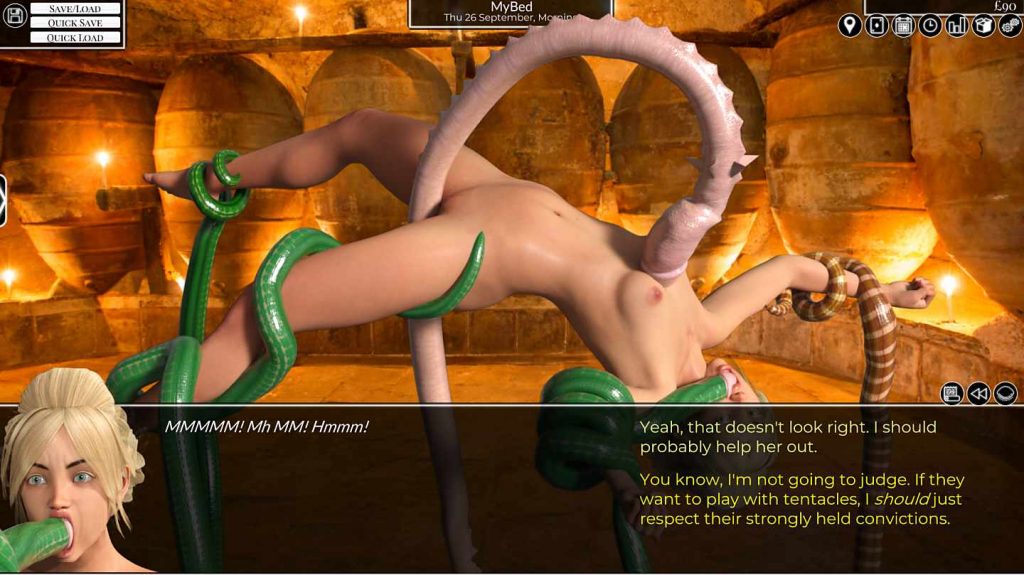 SAVE/LOAD
QUICK SAVE
QUICK LOAD
MyBed
Thu 26 September, Morning
£90
MMMMM! Mh MM! Hmmm!
Yeah, that doesn't look right. I should
probably help her out.
You know, I'm not going to judge. If they
want to play with tentacles, I should just
respect their strongly held convictions.